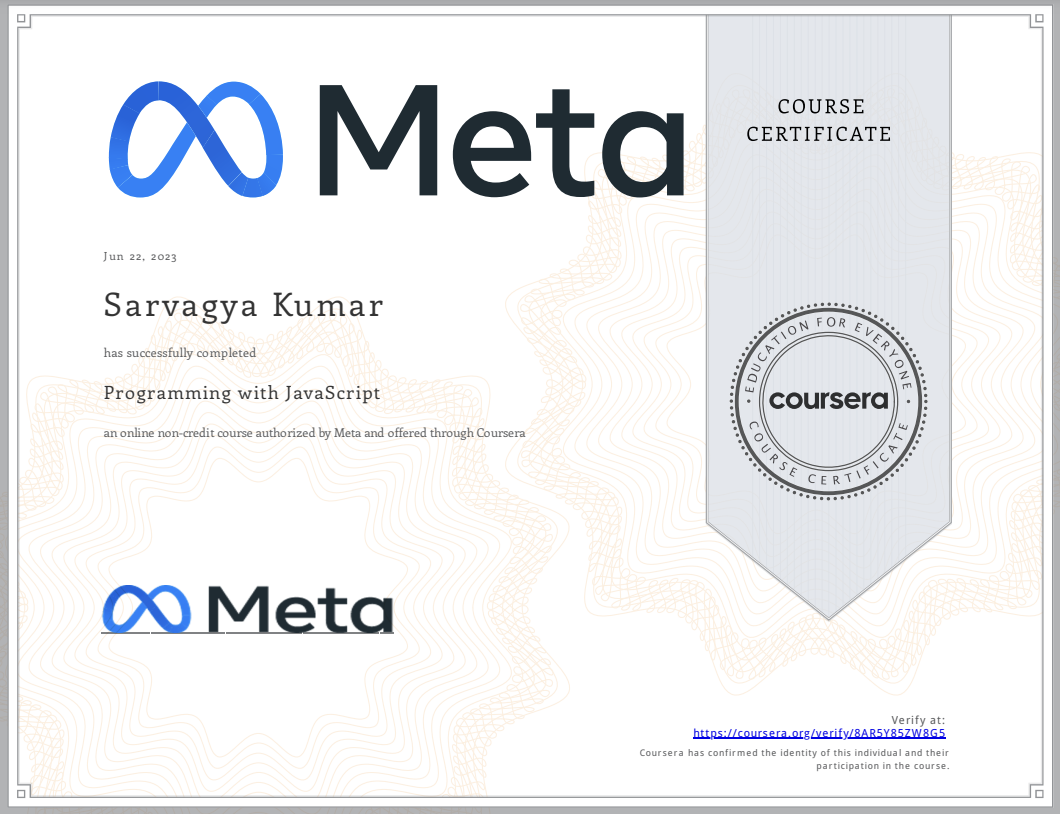 Meta
COURSE
CERTIFICATE
Jun 22, 2023
Sarvagya Kumar
has successfully completed
Programming with JavaScript
an online non-credit course authorized by Meta and offered through Coursera
EDUCATION FOR EVERYONE
coursera
COURSE CERTIFICATE
Meta
Verify at:
https://coursera.org/verify/8AR5Y85ZW8G5
Coursera has confirmed the identity of this individual and their
participation in the course.